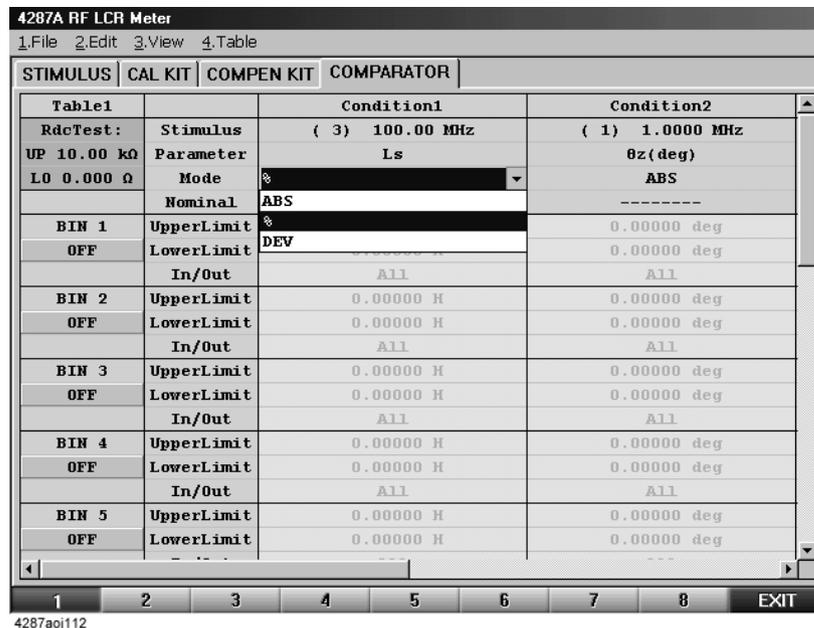 4287A RF LCR Meter
1.File 2.Edit 3.View 4.Table
STIMULUS CAL KIT COMPEN KIT COMPARATOR
Table1 Condition1 Condition2
RdcTest: Stimulus ( 3) 100.00 MHz ( 1) 1.0000 MHz
UP 10.00 kΩ Parameter Ls θz(deg)
LO 0.000 Ω Mode % ABS
Nominal ABS --------
BIN 1 UpperLimit % 0.00000 deg
OFF LowerLimit DEV 0.00000 deg
In/Out All All
BIN 2 UpperLimit 0.00000 H 0.00000 deg
OFF LowerLimit 0.00000 H 0.00000 deg
In/Out All All
BIN 3 UpperLimit 0.00000 H 0.00000 deg
OFF LowerLimit 0.00000 H 0.00000 deg
In/Out All All
BIN 4 UpperLimit 0.00000 H 0.00000 deg
OFF LowerLimit 0.00000 H 0.00000 deg
In/Out All All
BIN 5 UpperLimit 0.00000 H 0.00000 deg
OFF LowerLimit 0.00000 H 0.00000 deg
1 2 3 4 5 6 7 8 EXIT
4287aoj112